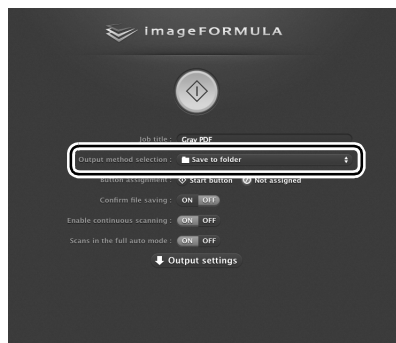 imageFORMULA
Job title : Gray PDF
Output method selection : Save to folder
Button assignment : Start button Not assigned
Confirm file saving : ON OFF
Enable continuous scanning : ON OFF
Scans in the full auto mode : ON OFF
Output settings